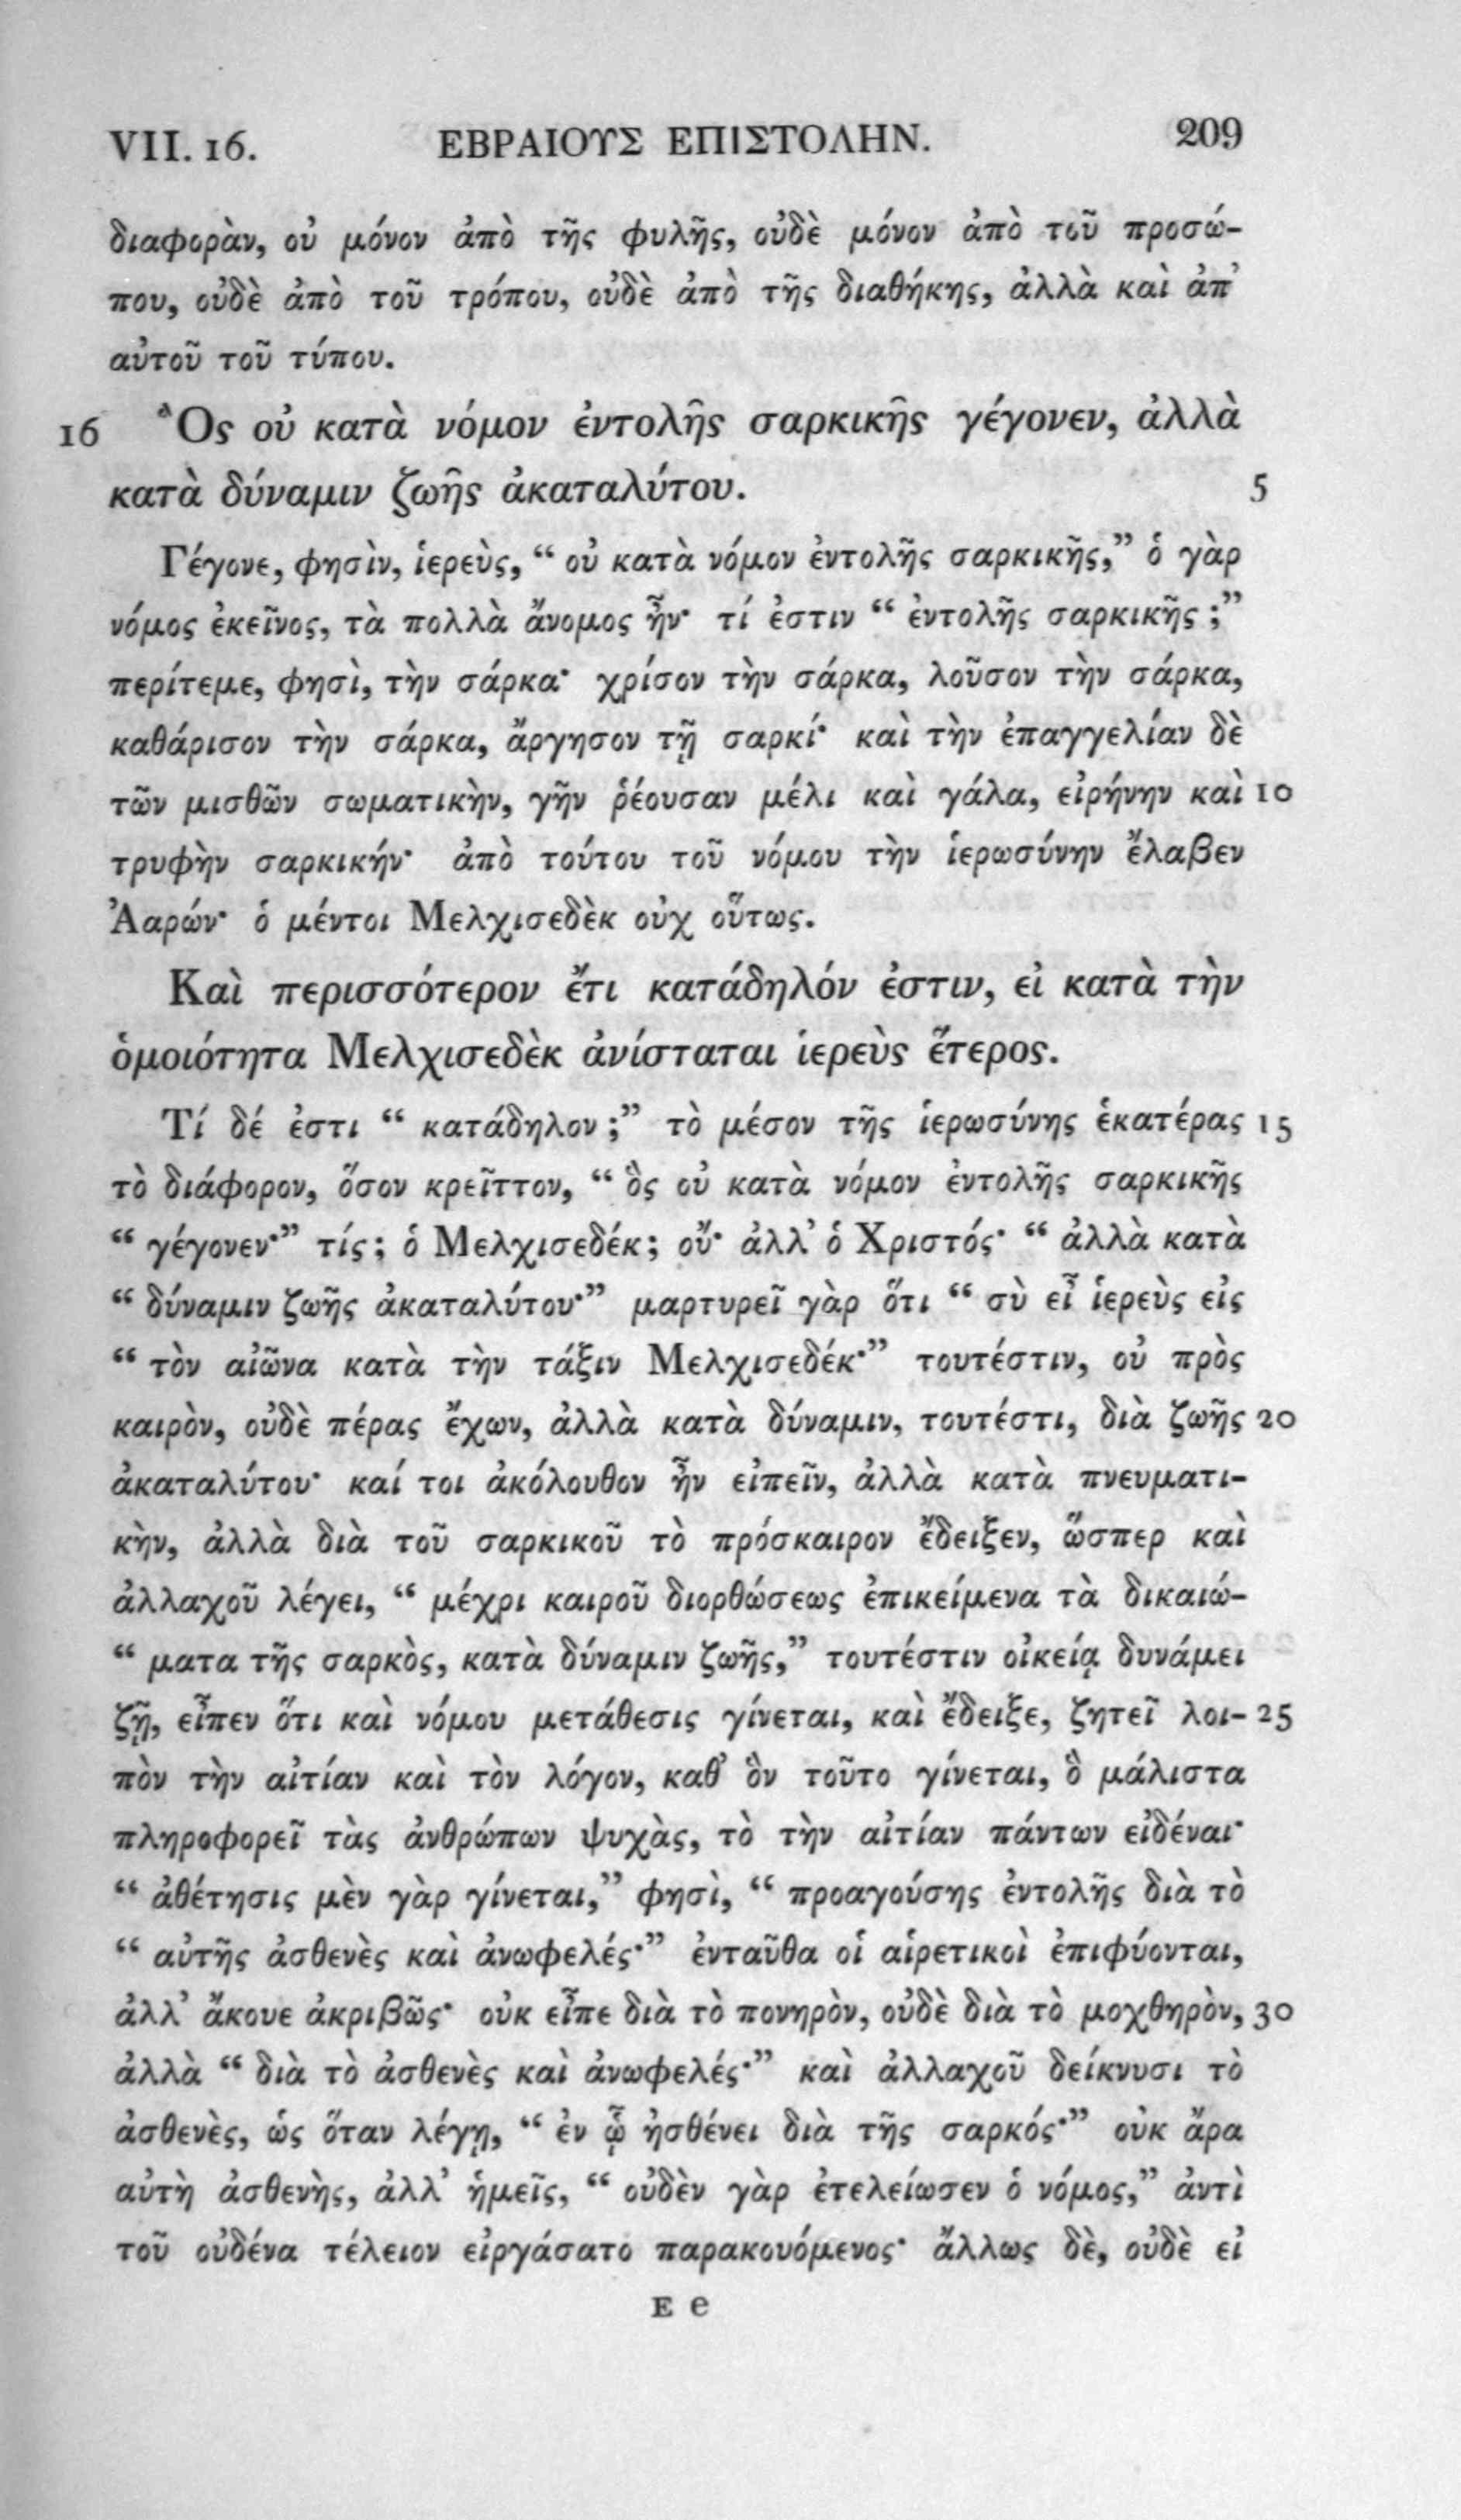 VII. 16. ΕΒΡΑΙΟΥΣ ΕΠΙΣΤΟΛΗΝ. 209
διαφορὰν, οὐ μόνον ἀπὸ τῆς φυλῆς, οὐδὲ μόνον ἀπὸ τοῦ προσώ-
που, οὐδὲ ἀπὸ τοῦ τρόπου, οὐδὲ ἀπὸ τῆς διαθήκης, ἀλλὰ καὶ ἀπ’
αὐτοῦ τοῦ τύπου.
16 Ὃς οὐ κατὰ νόμον ἐντολῆς σαρκικῆς γέγονεν, ἀλλὰ
κατὰ δύναμιν ζωῆς ἀκαταλύτου. 5
Γέγονε, φησὶν, ἱερεὺς, “ οὐ κατὰ νόμον ἐντολῆς σαρκικῆς,” ὁ γὰρ
νόμος ἐκεῖνος, τὰ πολλὰ ἄνομος ἦν· τί ἐστιν “ ἐντολῆς σαρκικῆς ;”
περίτεμε, φησὶ, τὴν σάρκα· χρίσον τὴν σάρκα, λοῦσον τὴν σάρκα,
καθάρισον τὴν σάρκα, ἄργησον τῇ σαρκί· καὶ τὴν ἐπαγγελίαν δὲ
τῶν μισθῶν σωματικὴν, γῆν ῥέουσαν μέλι καὶ γάλα, εἰρήνην καὶ 10
τρυφὴν σαρκικήν· ἀπὸ τούτου τοῦ νόμου τὴν ἱερωσύνην ἔλαβεν
Ἀαρών· ὁ μέντοι Μελχισεδὲκ οὐχ οὕτως.
Καὶ περισσότερον ἔτι κατάδηλόν ἐστιν, εἰ κατὰ τὴν
ὁμοιότητα Μελχισεδὲκ ἀνίσταται ἱερεὺς ἕτερος.
Τί δέ ἐστι “ κατάδηλον ;” τὸ μέσον τῆς ἱερωσύνης ἑκατέρας 15
τὸ διάφορον, ὅσον κρεῖττον, “ ὃς οὐ κατὰ νόμον ἐντολῆς σαρκικῆς
“ γέγονεν·” τίς; ὁ Μελχισεδέκ; οὔ· ἀλλ’ ὁ Χριστός· “ ἀλλὰ κατὰ
“ δύναμιν ζωῆς ἀκαταλύτου·” μαρτυρεῖ γὰρ ὅτι “ σὺ εἶ ἱερεὺς εἰς
“ τὸν αἰῶνα κατὰ τὴν τάξιν Μελχισεδέκ·” τουτέστιν, οὐ πρὸς
καιρὸν, οὐδὲ πέρας ἔχων, ἀλλὰ κατὰ δύναμιν, τουτέστι, διὰ ζωῆς 20
ἀκαταλύτου· καί τοι ἀκόλουθον ἦν εἰπεῖν, ἀλλὰ κατὰ πνευματι-
κὴν, ἀλλὰ διὰ τοῦ σαρκικοῦ τὸ πρόσκαιρον ἔδειξεν, ὥσπερ καὶ
ἀλλαχοῦ λέγει, “ μέχρι καιροῦ διορθώσεως ἐπικείμενα τὰ δικαιώ-
“ ματα τῆς σαρκὸς, κατὰ δύναμιν ζωῆς,” τουτέστιν οἰκείᾳ δυνάμει
ζῇ, εἶπεν ὅτι καὶ νόμου μετάθεσις γίνεται, καὶ ἔδειξε, ζητεῖ λοι- 25
πὸν τὴν αἰτίαν καὶ τὸν λόγον, καθ’ ὃν τοῦτο γίνεται, ὃ μάλιστα
πληροφορεῖ τὰς ἀνθρώπων ψυχὰς, τὸ τὴν αἰτίαν πάντων εἰδέναι·
“ ἀθέτησις μὲν γὰρ γίνεται,” φησὶ, “ προαγούσης ἐντολῆς διὰ τὸ
“ αὐτῆς ἀσθενὲς καὶ ἀνωφελές·” ἐνταῦθα οἱ αἱρετικοὶ ἐπιφύονται,
ἀλλ’ ἄκουε ἀκριβῶς· οὐκ εἶπε διὰ τὸ πονηρὸν, οὐδὲ διὰ τὸ μοχθηρὸν, 30
ἀλλὰ “ διὰ τὸ ἀσθενὲς καὶ ἀνωφελές·” καὶ ἀλλαχοῦ δείκνυσι τὸ
ἀσθενὲς, ὡς ὅταν λέγῃ, “ ἐν ᾧ ἠσθένει διὰ τῆς σαρκός·” οὐκ ἄρα
αὐτὴ ἀσθενὴς, ἀλλ’ ἡμεῖς, “ οὐδὲν γὰρ ἐτελείωσεν ὁ νόμος,” ἀντὶ
τοῦ οὐδένα τέλειον εἰργάσατο παρακουόμενος· ἄλλως δὲ, οὐδὲ εἰ
E e